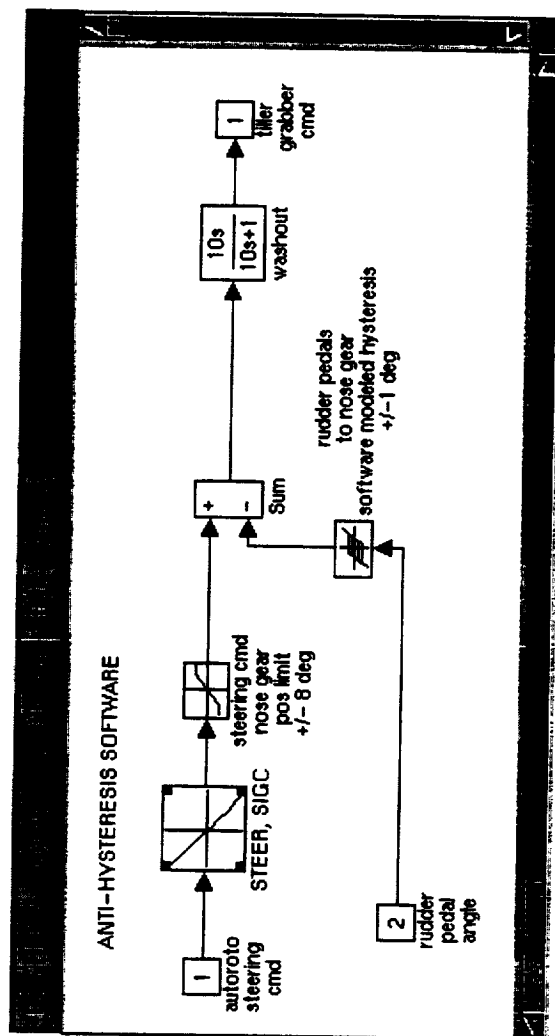 ANTI-HYSTERESIS SOFTWARE
1
autoroto
steering
cmd
STEER, SIGC
steering cmd
nose gear
pos limit
+/- 8 deg
+
-
Sum
10s
10s+1
washout
1
tiller
grabber
cmd
2
rudder
pedal
angle
rudder pedals
to nose gear
software modeled hysteresis
+/-1 deg